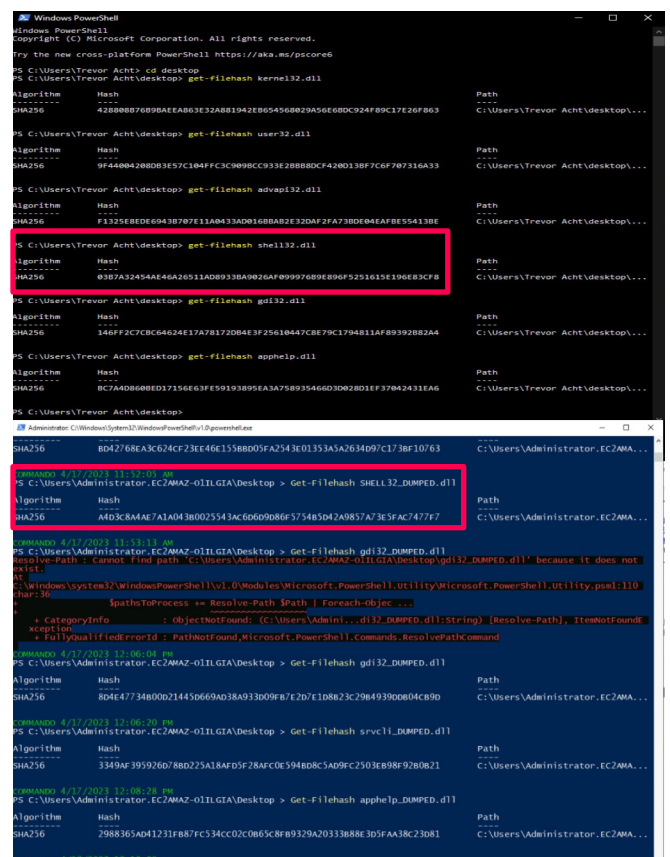 Windows PowerShell
Windows PowerShell
Copyright (C) Microsoft Corporation. All rights reserved.
Try the new cross-platform PowerShell https://aka.ms/pscore6
PS C:\Users\Trevor Acht> cd desktop
PS C:\Users\Trevor Acht\desktop> get-filehash kernel32.dll
Algorithm Hash Path
--------- ---- ----
SHA256 42880887689BAEEA863E32A881942EB654568029A56E6BDC924F89C17E26F863 C:\Users\Trevor Acht\desktop\...
PS C:\Users\Trevor Acht\desktop> get-filehash user32.dll
Algorithm Hash Path
--------- ---- ----
SHA256 9F44004208DB3E57C104FFC3C909BCC933E2BBB8DCF420D13BF7C6F707316A33 C:\Users\Trevor Acht\desktop\...
PS C:\Users\Trevor Acht\desktop> get-filehash advapi32.dll
Algorithm Hash Path
--------- ---- ----
SHA256 F1325E8EDE6943B707E11A0433AD016BBA82E32DAF2FA73BDE04EAFBE55413BE C:\Users\Trevor Acht\desktop\...
PS C:\Users\Trevor Acht\desktop> get-filehash shell32.dll
Algorithm Hash Path
--------- ---- ----
SHA256 03B7A32454AE46A26511AD8933BA9026AF09997689E896F5251615E196E83CF8 C:\Users\Trevor Acht\desktop\...
PS C:\Users\Trevor Acht\desktop> get-filehash gdi32.dll
Algorithm Hash Path
--------- ---- ----
SHA256 146FF2C7CBC64624E17A78172DB4E3F25610447C8E79C1794811AF89392B82A4 C:\Users\Trevor Acht\desktop\...
PS C:\Users\Trevor Acht\desktop> get-filehash apphelp.dll
Algorithm Hash Path
--------- ---- ----
SHA256 BC7A4D8608ED17156E63FE59193895EA3A758935466D3D028D1EF37042431EA6 C:\Users\Trevor Acht\desktop\...
PS C:\Users\Trevor Acht\desktop>
Administrator: C:\Windows\System32\WindowsPowerShell\v1.0\powershell.exe
--------- ---- ----
SHA256 BD42768EA3C624CF23EE46E155BBD05FA2543E01353A5A2634D97C173BF10763 C:\Users\Administrator.EC2AMA...
COMMANDO 4/17/2023 11:52:05 AM
PS C:\Users\Administrator.EC2AMAZ-O1ILGIA\Desktop > Get-Filehash SHELL32_DUMPED.dll
Algorithm Hash Path
--------- ---- ----
SHA256 A4D3C8A4AE7A1A043B0025543AC6D6D9D86F5754B5D42A9857A73E5FAC7477F7 C:\Users\Administrator.EC2AMA...
COMMANDO 4/17/2023 11:53:13 AM
PS C:\Users\Administrator.EC2AMAZ-O1ILGIA\Desktop > Get-Filehash gdi32_DUMPED.dll
Resolve-Path : Cannot find path 'C:\Users\Administrator.EC2AMAZ-O1ILGIA\Desktop\gdi32_DUMPED.dll' because it does not
exist.
At
C:\Windows\system32\WindowsPowerShell\v1.0\Modules\Microsoft.PowerShell.Utility\Microsoft.PowerShell.Utility.psm1:110
char:36
+ $pathsToProcess += Resolve-Path $Path | Foreach-Objec ...
+ ~~~~~~~~~~~~~~~~~~
+ CategoryInfo : ObjectNotFound: (C:\Users\Admini...di32_DUMPED.dll:String) [Resolve-Path], ItemNotFoundE
xception
+ FullyQualifiedErrorId : PathNotFound,Microsoft.PowerShell.Commands.ResolvePathCommand
COMMANDO 4/17/2023 12:06:04 PM
PS C:\Users\Administrator.EC2AMAZ-O1ILGIA\Desktop > Get-Filehash gdi32_DUMPED.dll
Algorithm Hash Path
--------- ---- ----
SHA256 8D4E47734B00D21445D669AD38A933D09FB7E2D7E1D8B23C29B4939DDB04CB9D C:\Users\Administrator.EC2AMA...
COMMANDO 4/17/2023 12:06:20 PM
PS C:\Users\Administrator.EC2AMAZ-O1ILGIA\Desktop > Get-Filehash srvcli_DUMPED.dll
Algorithm Hash Path
--------- ---- ----
SHA256 3349AF395926D78BD225A18AFD5F28AFC0E594BD8C5AD9FC2503EB98F92B0B21 C:\Users\Administrator.EC2AMA...
COMMANDO 4/17/2023 12:08:28 PM
PS C:\Users\Administrator.EC2AMAZ-O1ILGIA\Desktop > Get-Filehash apphelp_DUMPED.dll
Algorithm Hash Path
--------- ---- ----
SHA256 2988365AD41231FB87FC534CC02C0B65C8FB9329A20333B88E3D5FAA38C23D81 C:\Users\Administrator.EC2AMA...